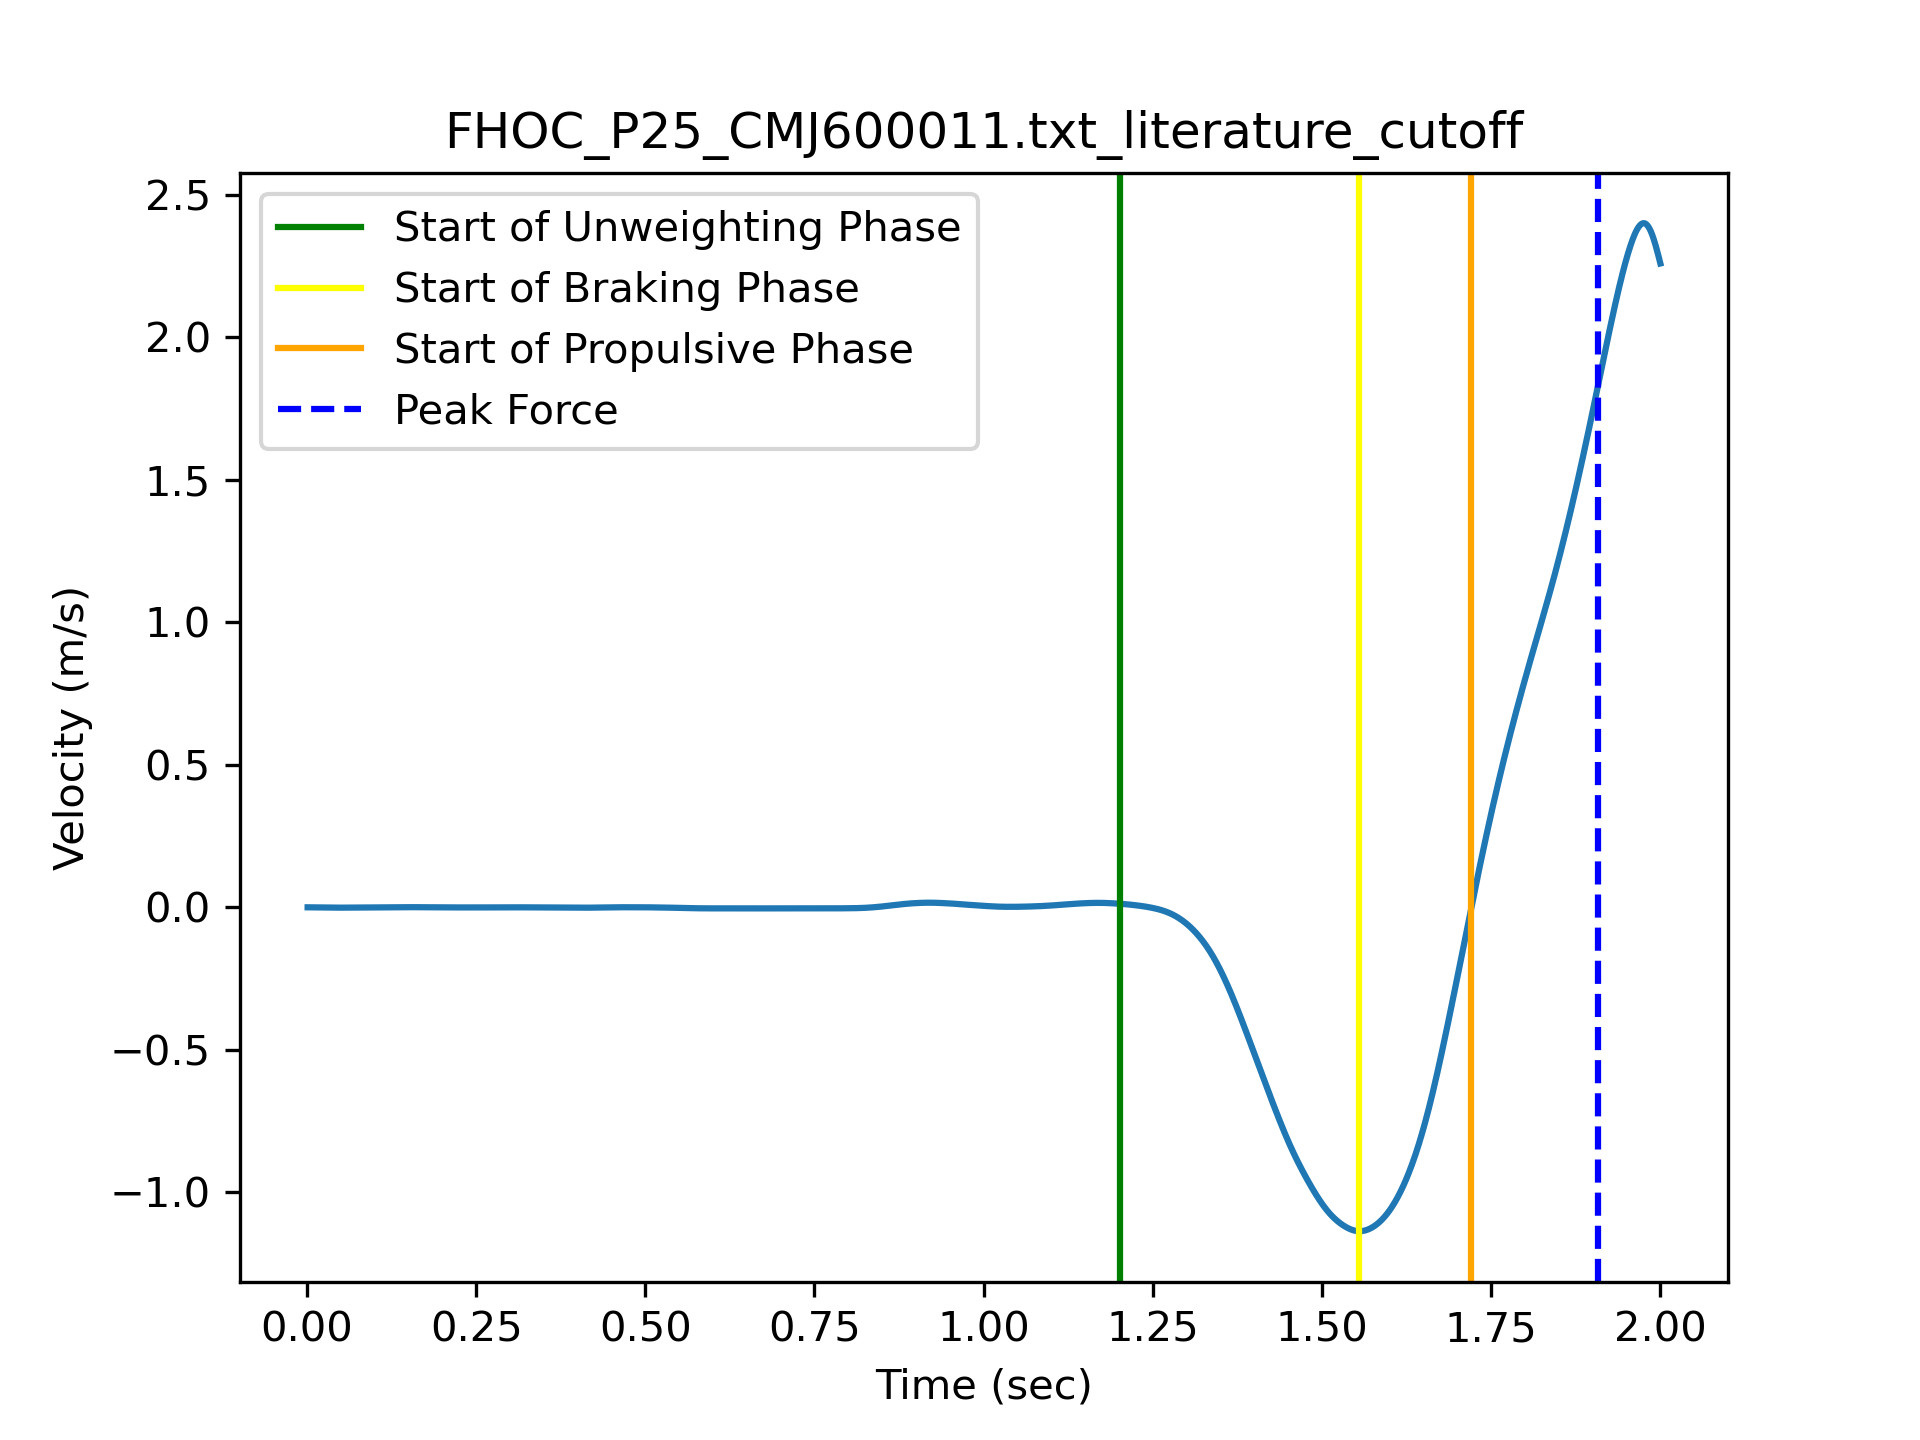 FHOC_P25_CMJ600011.txt_literature_cutoff
Start of Unweighting Phase
Start of Braking Phase
Start of Propulsive Phase
Peak Force
2.5
2.0
1.5
1.0
0.5
0.0
−0.5
−1.0
Velocity (m/s)
0.00 0.25 0.50 0.75 1.00 1.25 1.50 1.75 2.00
Time (sec)